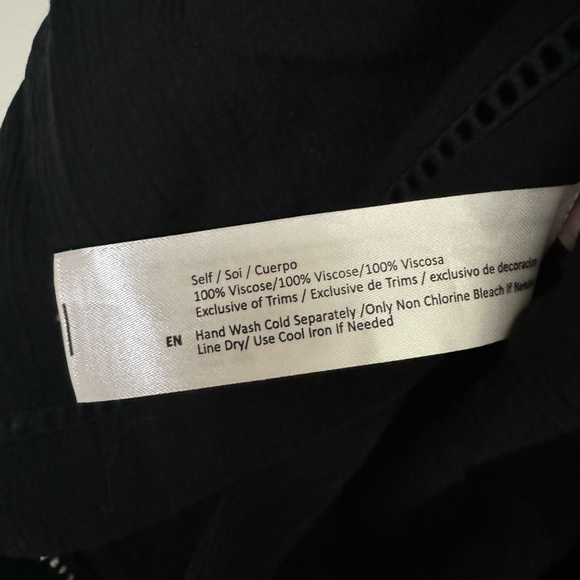 Self / Soi / Cuerpo
100% Viscose/100% Viscose/100% Viscosa
Exclusive of Trims / Exclusive de Trims / exclusivo de decoracion
EN Hand Wash Cold Separately /Only Non Chlorine Bleach If Needed
Line Dry/ Use Cool Iron If Needed